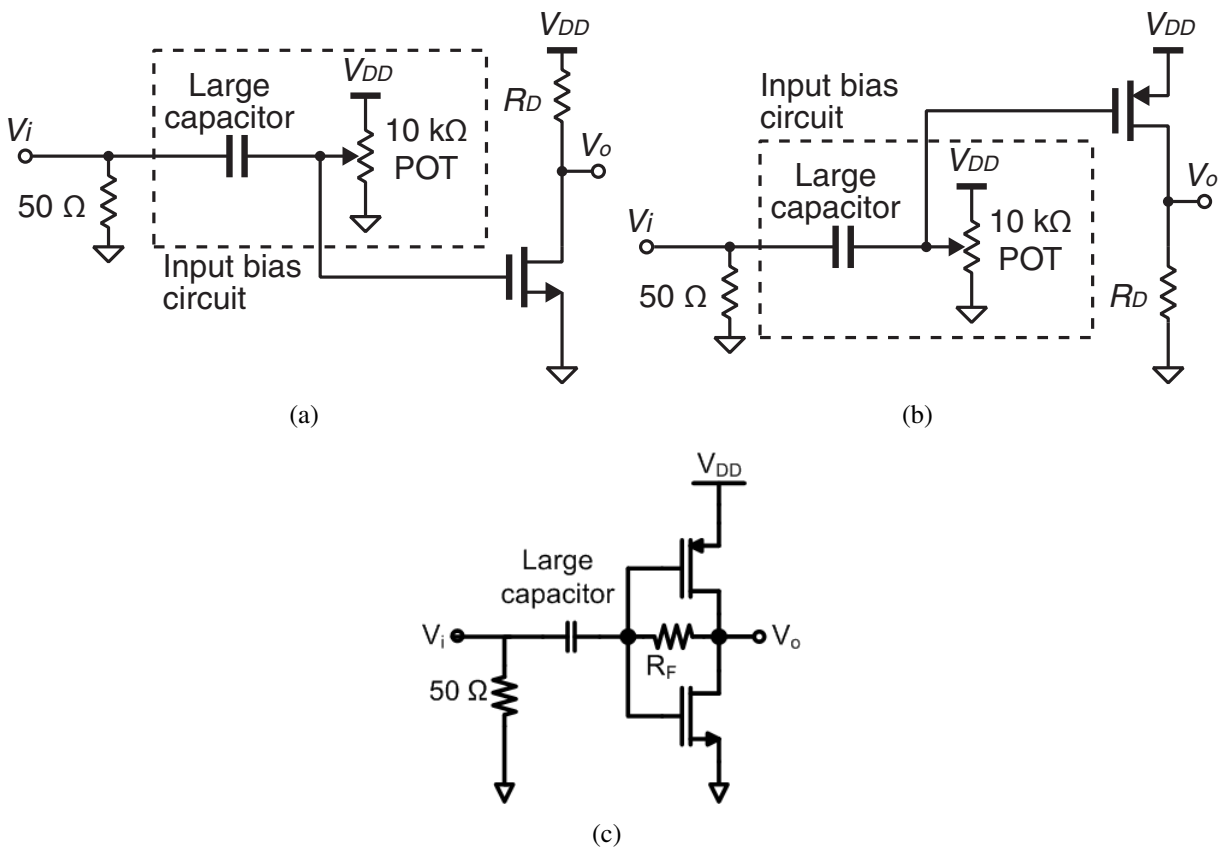 VDD
Large
capacitor
VDD
RD
10 kΩ
POT
Vi
Vo
50 Ω
Input bias
circuit
(a)
VDD
Input bias
circuit
VDD
Large
capacitor
Vo
Vi
10 kΩ
POT
50 Ω
RD
(b)
VDD
Large
capacitor
Vi
Vo
RF
50 Ω
(c)